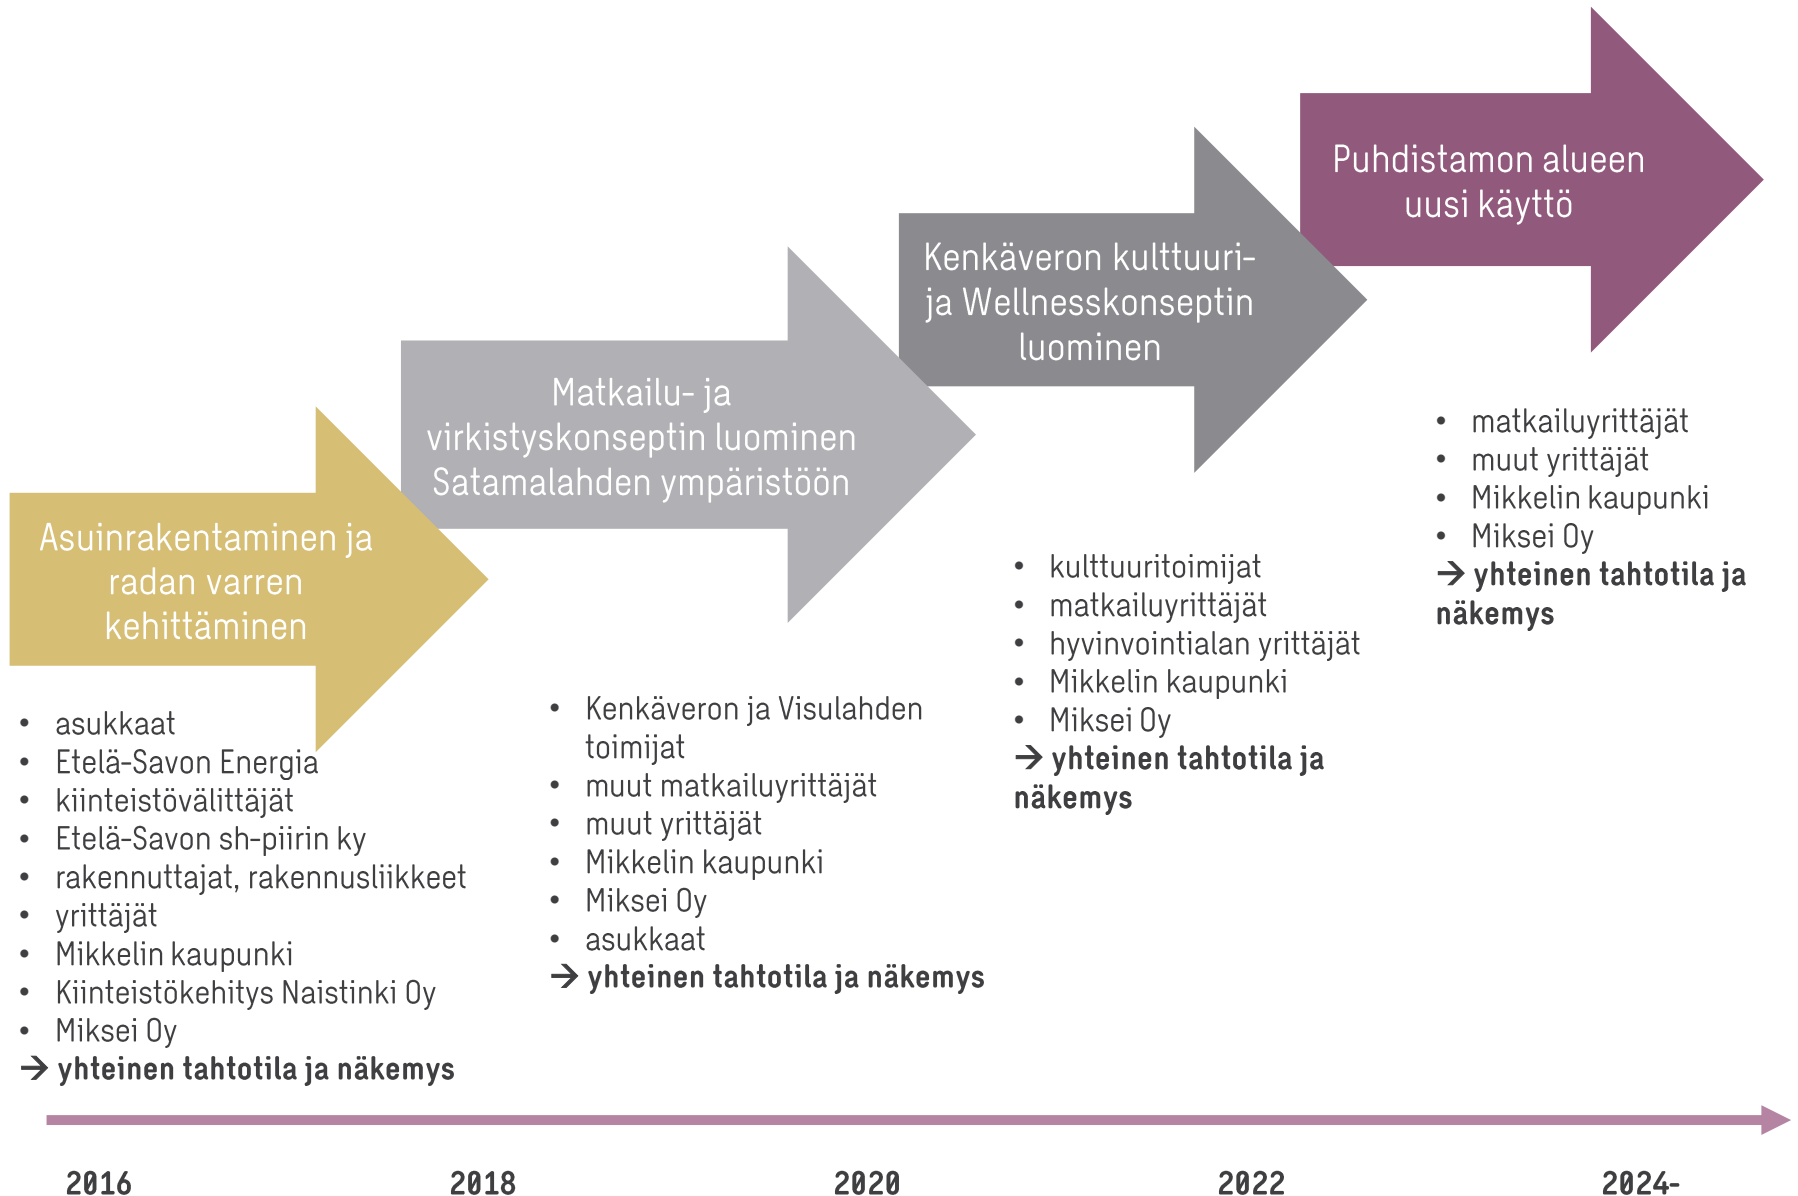 Asuinrakentaminen ja
radan varren
kehittäminen
• asukkaat
• Etelä-Savon Energia
• kiinteistövälittäjät
• Etelä-Savon sh-piirin ky
• rakennuttajat, rakennusliikkeet
• yrittäjät
• Mikkelin kaupunki
• Kiinteistökehitys Naistinki Oy
• Miksei Oy
→ yhteinen tahtotila ja näkemys
Matkailu- ja
virkistyskonseptin luominen
Satamalahden ympäristöön
• Kenkäveron ja Visulahden
toimijat
• muut matkailuyrittäjät
• muut yrittäjät
• Mikkelin kaupunki
• Miksei Oy
• asukkaat
→ yhteinen tahtotila ja näkemys
Kenkäveron kulttuuri-
ja Wellnesskonseptin
luominen
• kulttuuritoimijat
• matkailuyrittäjät
• hyvinvointialan yrittäjät
• Mikkelin kaupunki
• Miksei Oy
→ yhteinen tahtotila ja
näkemys
Puhdistamon alueen
uusi käyttö
• matkailuyrittäjät
• muut yrittäjät
• Mikkelin kaupunki
• Miksei Oy
→ yhteinen tahtotila ja
näkemys
2016 2018 2020 2022 2024-